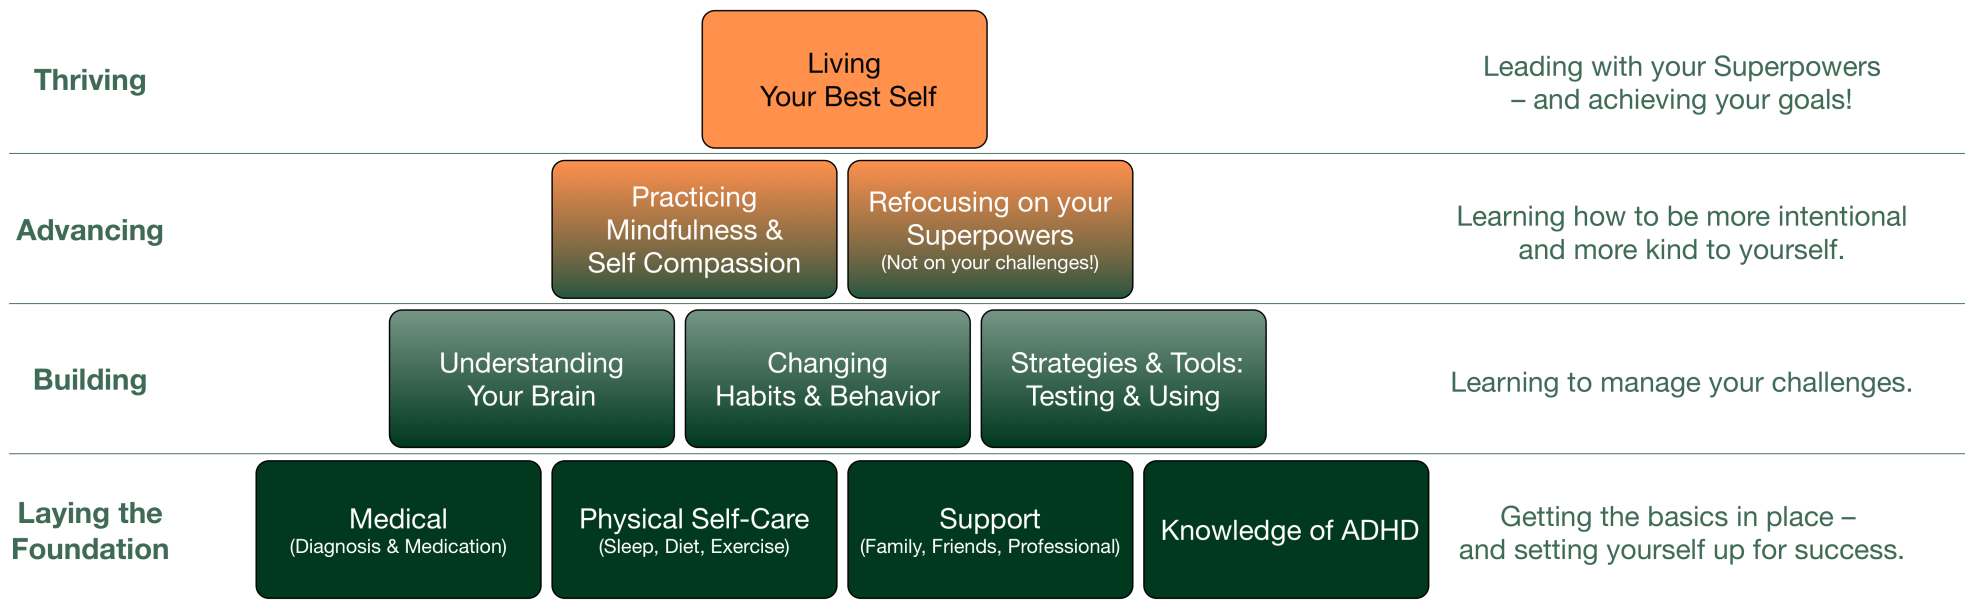 Thriving
Living
Your Best Self
Leading with your Superpowers
– and achieving your goals!
Advancing
Practicing
Mindfulness &
Self Compassion
Refocusing on your
Superpowers
(Not on your challenges!)
Learning how to be more intentional
and more kind to yourself.
Building
Understanding
Your Brain
Changing
Habits & Behavior
Strategies & Tools:
Testing & Using
Learning to manage your challenges.
Laying the
Foundation
Medical
(Diagnosis & Medication)
Physical Self-Care
(Sleep, Diet, Exercise)
Support
(Family, Friends, Professional)
Knowledge of ADHD
Getting the basics in place –
and setting yourself up for success.